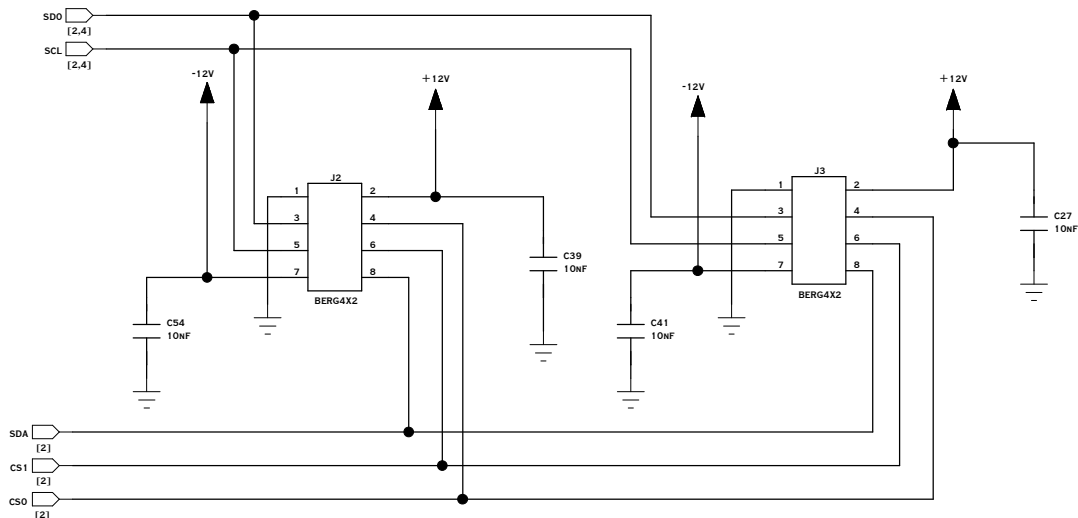 SDO
[2,4]
SCL
[2,4]
-12V
+12V
-12V
+12V
J2
1
2
3
4
5
6
7
8
BERG4X2
C39
10NF
C54
10NF
J3
1
2
3
4
5
6
7
8
BERG4X2
C27
10NF
C41
10NF
SDA
[2]
CS1
[2]
CS0
[2]